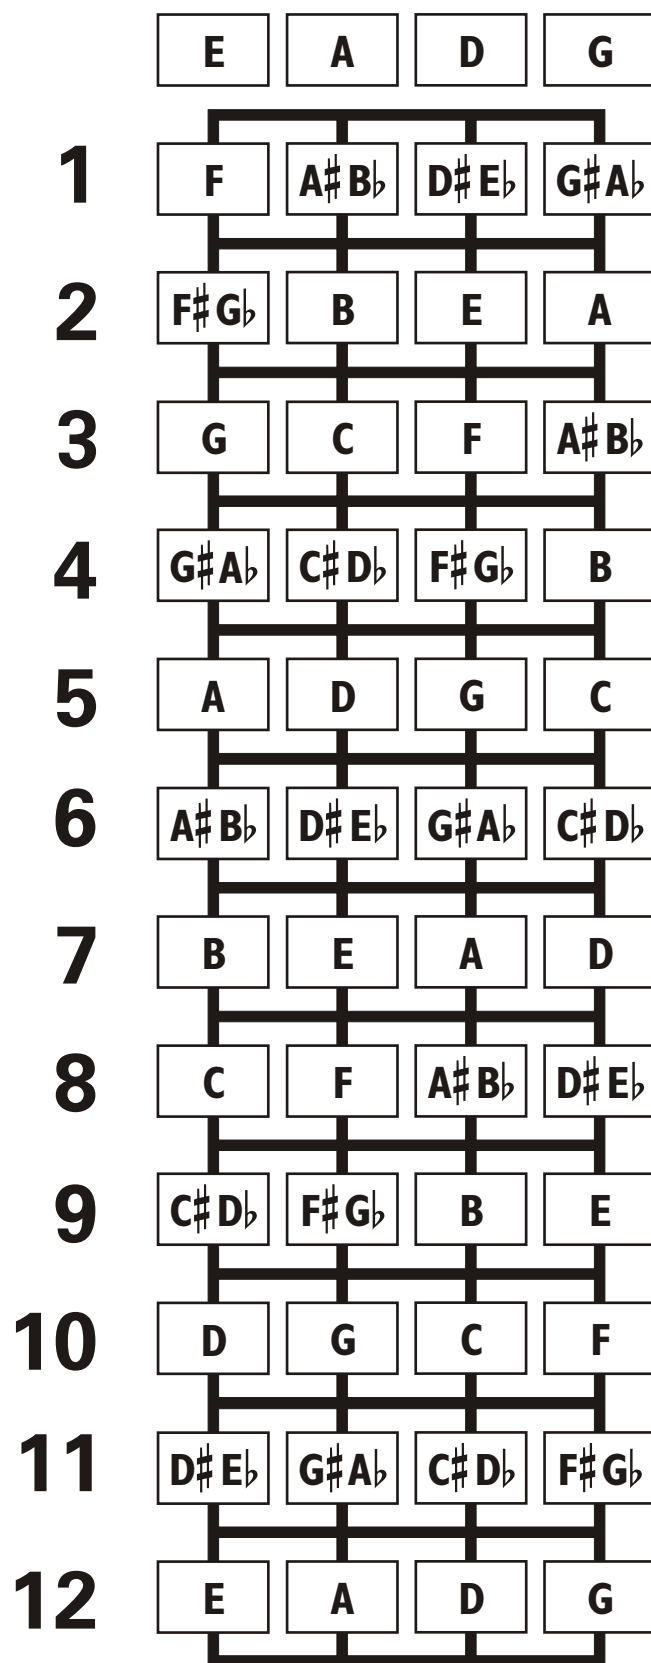 E A D G
1 F A♯B♭ D♯E♭ G♯A♭
2 F♯G♭ B E A
3 G C F A♯B♭
4 G♯A♭ C♯D♭ F♯G♭ B
5 A D G C
6 A♯B♭ D♯E♭ G♯A♭ C♯D♭
7 B E A D
8 C F A♯B♭ D♯E♭
9 C♯D♭ F♯G♭ B E
10 D G C F
11 D♯E♭ G♯A♭ C♯D♭ F♯G♭
12 E A D G